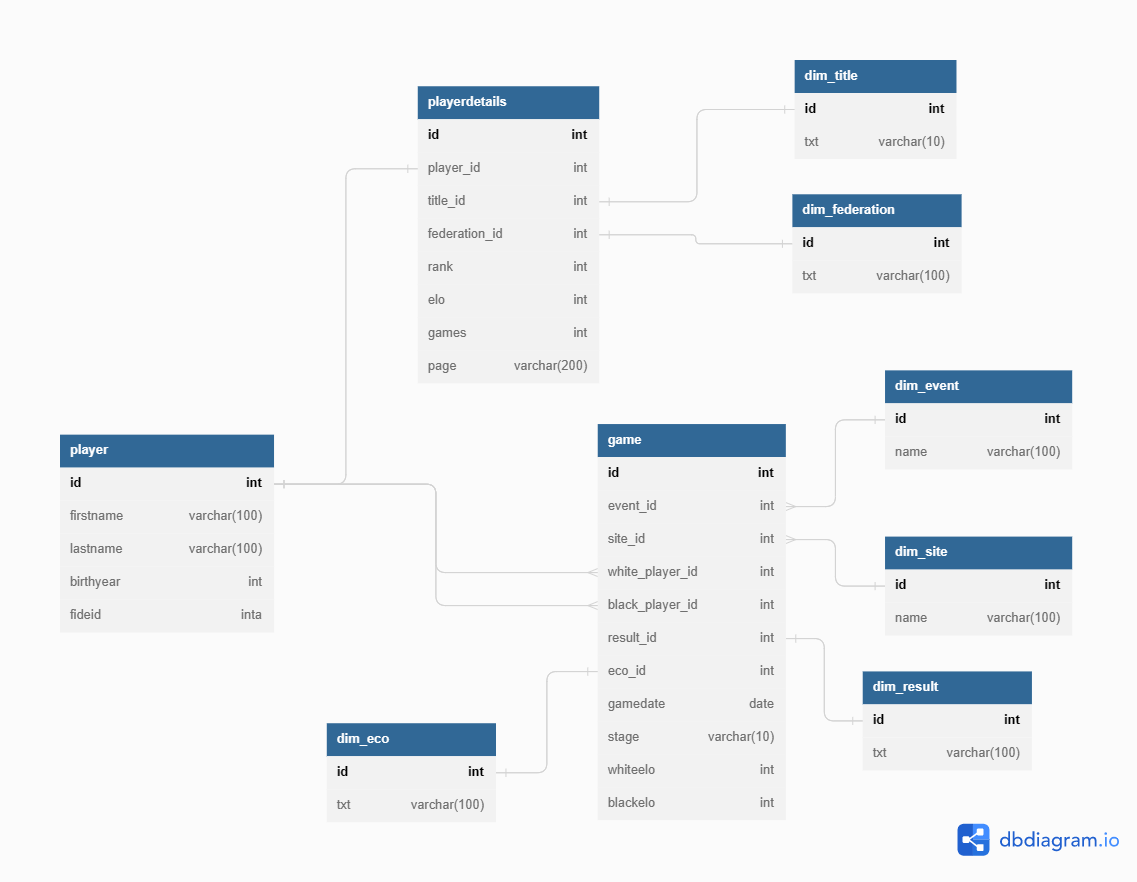 dim_title
id int
txt varchar(10)
playerdetails
id int
player_id int
title_id int
federation_id int
rank int
elo int
games int
page varchar(200)
dim_federation
id int
txt varchar(100)
player
id int
firstname varchar(100)
lastname varchar(100)
birthyear int
fideid inta
game
id int
event_id int
site_id int
white_player_id int
black_player_id int
result_id int
eco_id int
gamedate date
stage varchar(10)
whiteelo int
blackelo int
dim_event
id int
name varchar(100)
dim_site
id int
name varchar(100)
dim_result
id int
txt varchar(100)
dim_eco
id int
txt varchar(100)
dbdiagram.io